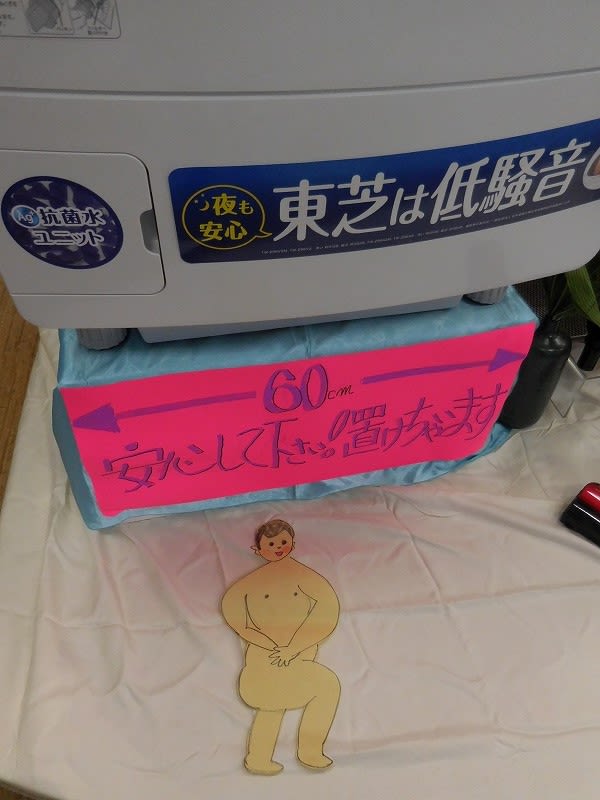 Ag+
抗菌水
ユニット
夜も
安心
東芝は低騒音
60cm
安心して下さい。置けちゃいます